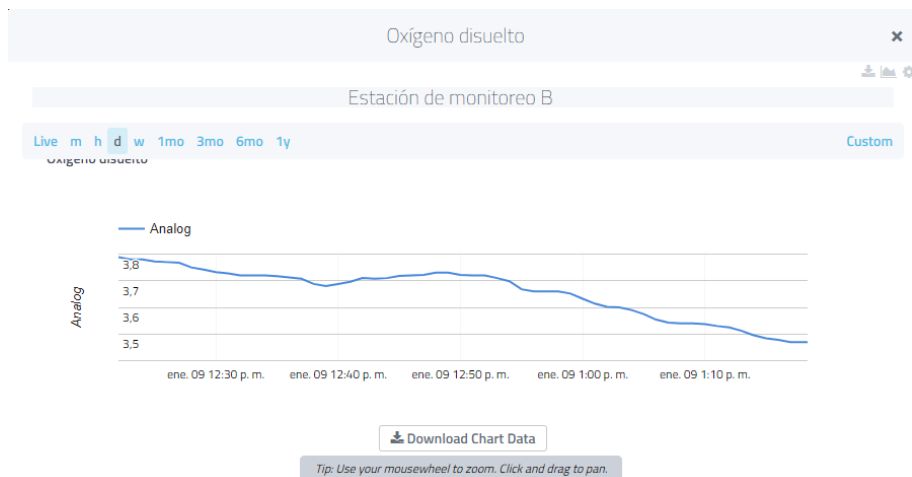 Oxígeno disuelto
Estación de monitoreo B
Live m h d w 1mo 3mo 6mo 1y Custom
Oxígeno disuelto
Analog
3,8
3,7
Analog
3,6
3,5
ene. 09 12:30 p. m. ene. 09 12:40 p. m. ene. 09 12:50 p. m. ene. 09 1:00 p. m. ene. 09 1:10 p. m.
Download Chart Data
Tip: Use your mousewheel to zoom. Click and drag to pan.